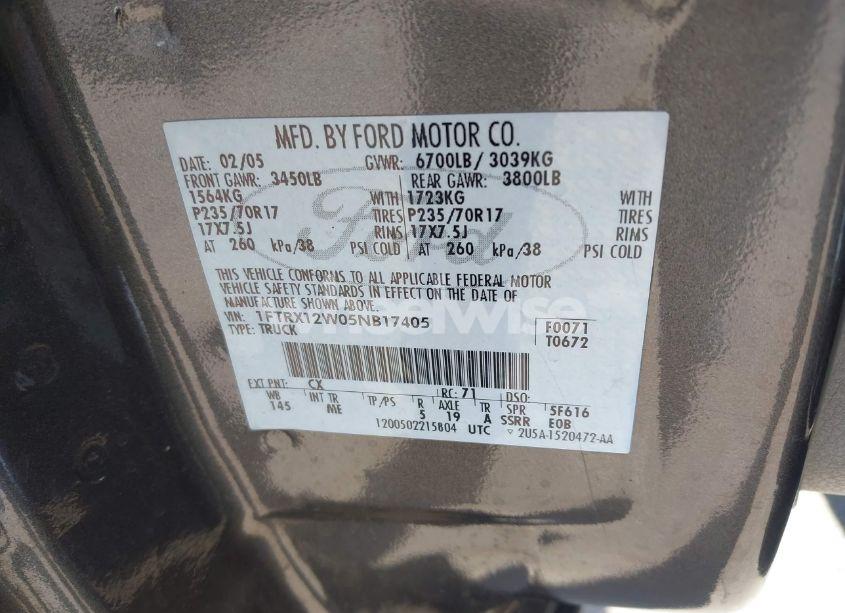 MFD. BY FORD MOTOR CO.
DATE: 02/05 GVWR: 6700LB/ 3039KG
FRONT GAWR: 3450LB REAR GAWR: 3800LB
1564KG WITH 1723KG WITH
P235/70R17 TIRES P235/70R17 TIRES
17X7.5J RIMS 17X7.5J RIMS
AT 260 kPa/38 PSI COLD AT 260 kPa/38 PSI COLD
Ford
THIS VEHICLE CONFORMS TO ALL APPLICABLE FEDERAL MOTOR
VEHICLE SAFETY STANDARDS IN EFFECT ON THE DATE OF
MANUFACTURE SHOWN ABOVE.
VIN: 1FTRX12W05NB17405 F0071
TYPE: TRUCK T0672
EXT PNT: CX RC: 71 DSO:
WB INT TR TP/PS R AXLE TR SPR 5F616
145 ME 5 19 A SSRR EOB
1200502215804 UTC ▽ 2U5A-1520472-AA